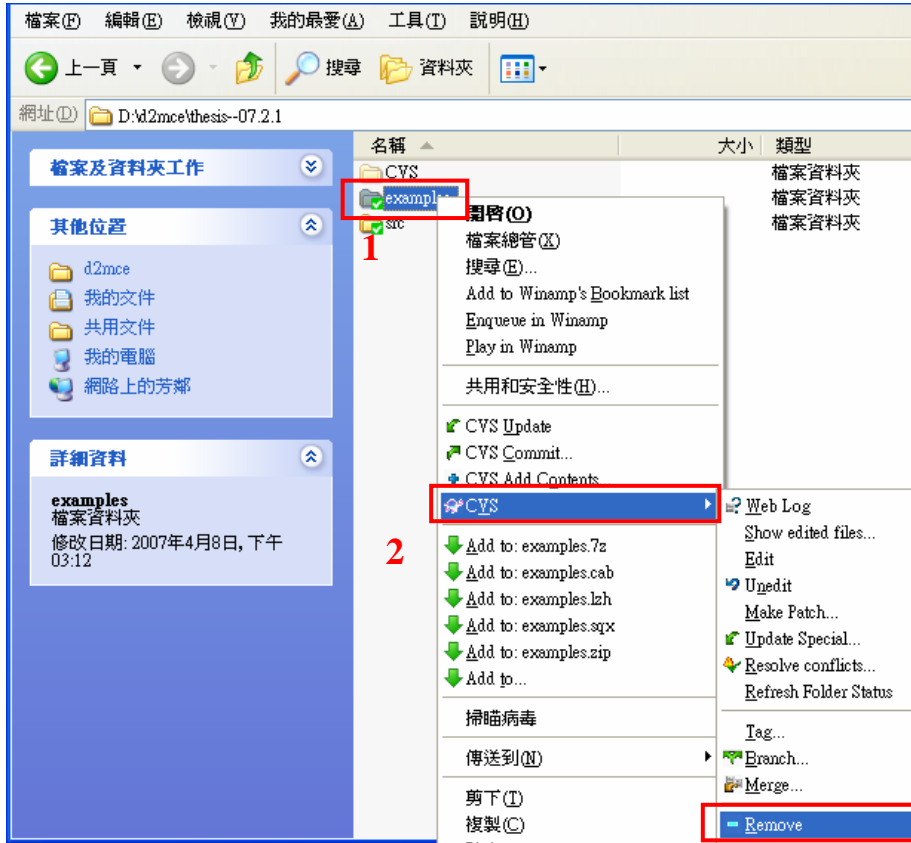 檔案(F) 編輯(E) 檢視(V) 我的最愛(A) 工具(T) 說明(H)
上一頁 搜尋 資料夾
網址(D) D:\d2mce\thesis--07.2.1
檔案及資料夾工作
其他位置
d2mce
我的文件
共用文件
我的電腦
網路上的芳鄰
詳細資料
examples
檔案資料夾
修改日期: 2007年4月8日, 下午
03:12
名稱 大小 類型
CVS 檔案資料夾
examples 檔案資料夾
src 檔案資料夾
1
2
開啓(O)
檔案總管(X)
搜尋(E)...
Add to Winamp's Bookmark list
Enqueue in Winamp
Play in Winamp
共用和安全性(H)...
CVS Update
CVS Commit...
CVS Add Contents...
CVS
Add to: examples.7z
Add to: examples.cab
Add to: examples.lzh
Add to: examples.sqx
Add to: examples.zip
Add to...
掃瞄病毒
傳送到(N)
剪下(T)
複製(C)
Web Log
Show edited files...
Edit
Unedit
Make Patch...
Update Special...
Resolve conflicts...
Refresh Folder Status
Tag...
Branch...
Merge...
Remove